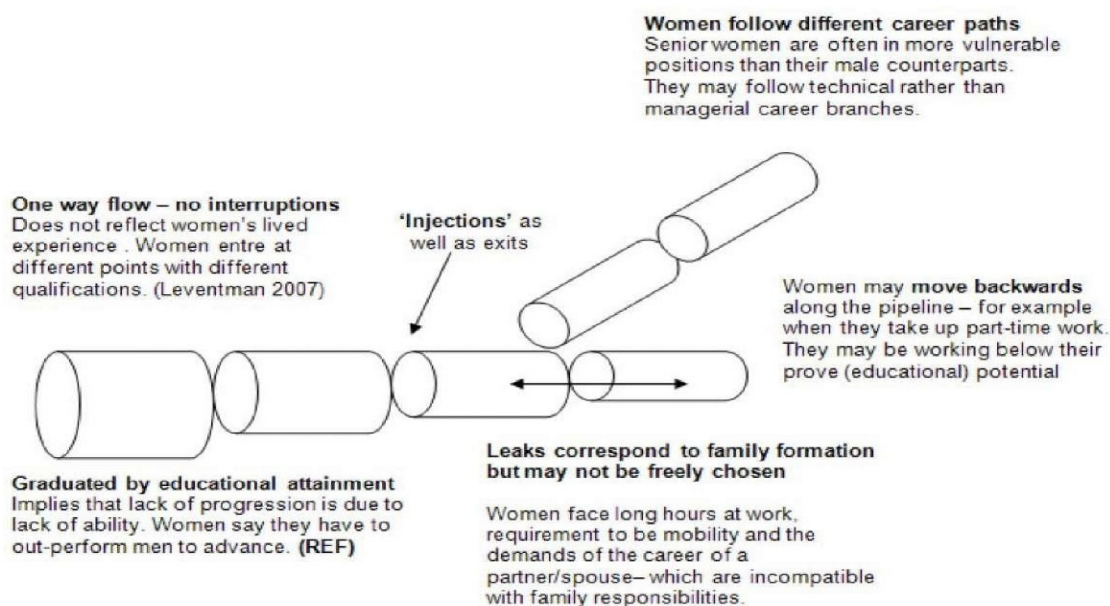 Women follow different career paths
Senior women are often in more vulnerable
positions than their male counterparts.
They may follow technical rather than
managerial career branches.
One way flow – no interruptions
Does not reflect women's lived
experience . Women entre at
different points with different
qualifications. (Leventman 2007)
'Injections' as
well as exits
Women may move backwards
along the pipeline – for example
when they take up part-time work.
They may be working below their
prove (educational) potential
Graduated by educational attainment
Implies that lack of progression is due to
lack of ability. Women say they have to
out-perform men to advance. (REF)
Leaks correspond to family formation
but may not be freely chosen
Women face long hours at work,
requirement to be mobility and the
demands of the career of a
partner/spouse– which are incompatible
with family responsibilities.